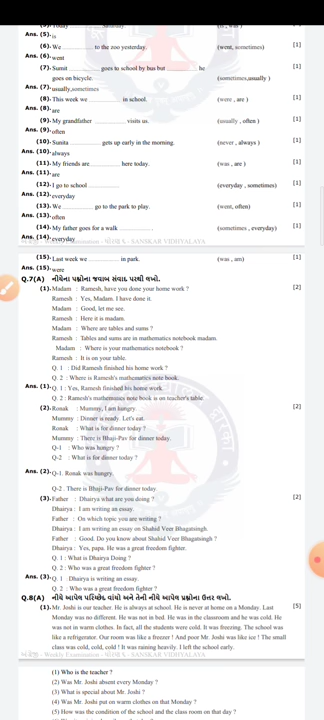 (5). Today saturday (is, was) [1]
Ans. (5).is
(6). We ............... to the zoo yesterday. (went, sometimes) [1]
Ans. (6).went
(7). Sumit ............... goes to school by bus but ............... he
goes on bicycle. (sometimes,usually) [1]
Ans. (7).usually,sometimes
(8). This week we ............... in school. (were , are) [1]
Ans. (8).are
(9). My grandfather ............... visits us. (usually , often) [1]
Ans. (9).often
(10). Sunita ............... gets up early in the morning. (never , always) [1]
Ans. (10).always
(11). My friends are ............... here today. (was , are) [1]
Ans. (11).are
(12). I go to school ............... (everyday , sometimes) [1]
Ans. (12).everyday
(13). We ............... go to the park to play. (went, often) [1]
Ans. (13).often
(14). My father goes for a walk ............... . (sometimes , everyday) [1]
Ans. (14).everyday
Examination - ધોરણ 4 - SANSKAR VIDHYALAYA
(15). Last week we ............... in park. (was , am) [1]
Ans. (15).were
Q.7(A) નીચેના પ્રશ્નોના જવાબ સંવાદ પરથી લખો.
(1). Madam : Ramesh, have you done your home work ? [2]
Ramesh : Yes, Madam. I have done it.
Madam : Good, let me see.
Ramesh : Here it is madam.
Madam : Where are tables and sums ?
Ramesh : Tables and sums are in mathematics notebook madam.
Madam : Where is your mathematics notebook ?
Ramesh : It is on your table.
Q. 1 : Did Ramesh finished his home work ?
Q. 2 : Where is Ramesh's mathematics note book.
Ans. (1). Q. 1 : Yes, Ramesh finished his home work.
Q. 2 : Ramesh's mathematics note book is on teacher's table
(2). Ronak : Mummy, I am hungry. [2]
Mummy : Dinner is ready. Let's eat.
Ronak : What is for dinner today ?
Mummy : There is Bhaji-Pav for dinner today.
Q-1 : Who was hungry ?
Q-2 : What is for dinner today ?
Ans. (2). Q-1. Ronak was hungry.
Q-2 . There is Bhaji-Pav for dinner today.
(3). Father : Dhairya what are you doing ? [2]
Dhairya : I am writing an essay.
Father : On which topic you are writing ?
Dhairya : I am writing an essay on Shahid Veer Bhagatsingh.
Father : Good. Do you know about Shahid Veer Bhagatsingh ?
Dhairya : Yes, papa. He was a great freedom fighter.
Q. 1 : What is Dhairya Doing ?
Q. 2 : Who was a great freedom fighter ?
Ans. (3). Q. 1 : Dhairya is writing an essay.
Q. 2 : Who was a great freedom fighter ?
Q.8(A) નીચે આપેલ પરિચ્છેદ વાંચો અને તેની નીચે આપેલ પ્રશ્નોના ઉત્તર લખો.
(1). Mr. Joshi is our teacher. He is always at school. He is never at home on a Monday. Last [5]
Monday was no different. He was not in bed. He was in the classroom and he was cold. He
was not in warm clothes. In fact, all the students were cold. It was freezing. The school was
like a refrigerator. Our room was like a freezer ! And poor Mr. Joshi was like ice ! The small
class was cold, cold, cold ! It was raining heavily. I left the school early.
- Weekly Examination - ધોરણ 4 - SANSKAR VIDHYALAYA
(1) Who is the teacher ?
(2) Was Mr. Joshi absent every Monday ?
(3) What is special about Mr. Joshi ?
(4) Was Mr. Joshi put on warm clothes on that Monday ?
(5) How was the condition of the school and the class room on that day ?